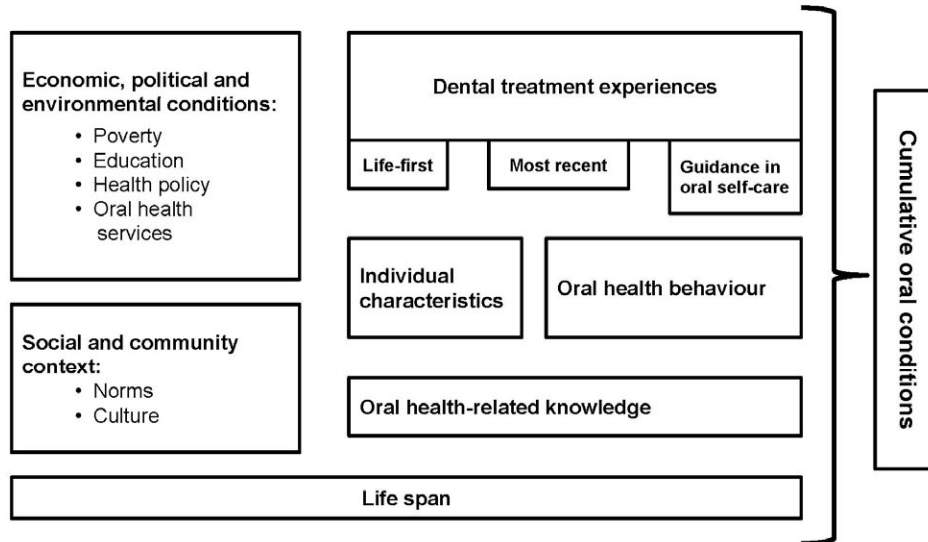 Economic, political and
environmental conditions:
• Poverty
• Education
• Health policy
• Oral health
services
Social and community
context:
• Norms
• Culture
Dental treatment experiences
Life-first
Most recent
Guidance in
oral self-care
Individual
characteristics
Oral health behaviour
Oral health-related knowledge
Life span
Cumulative oral conditions